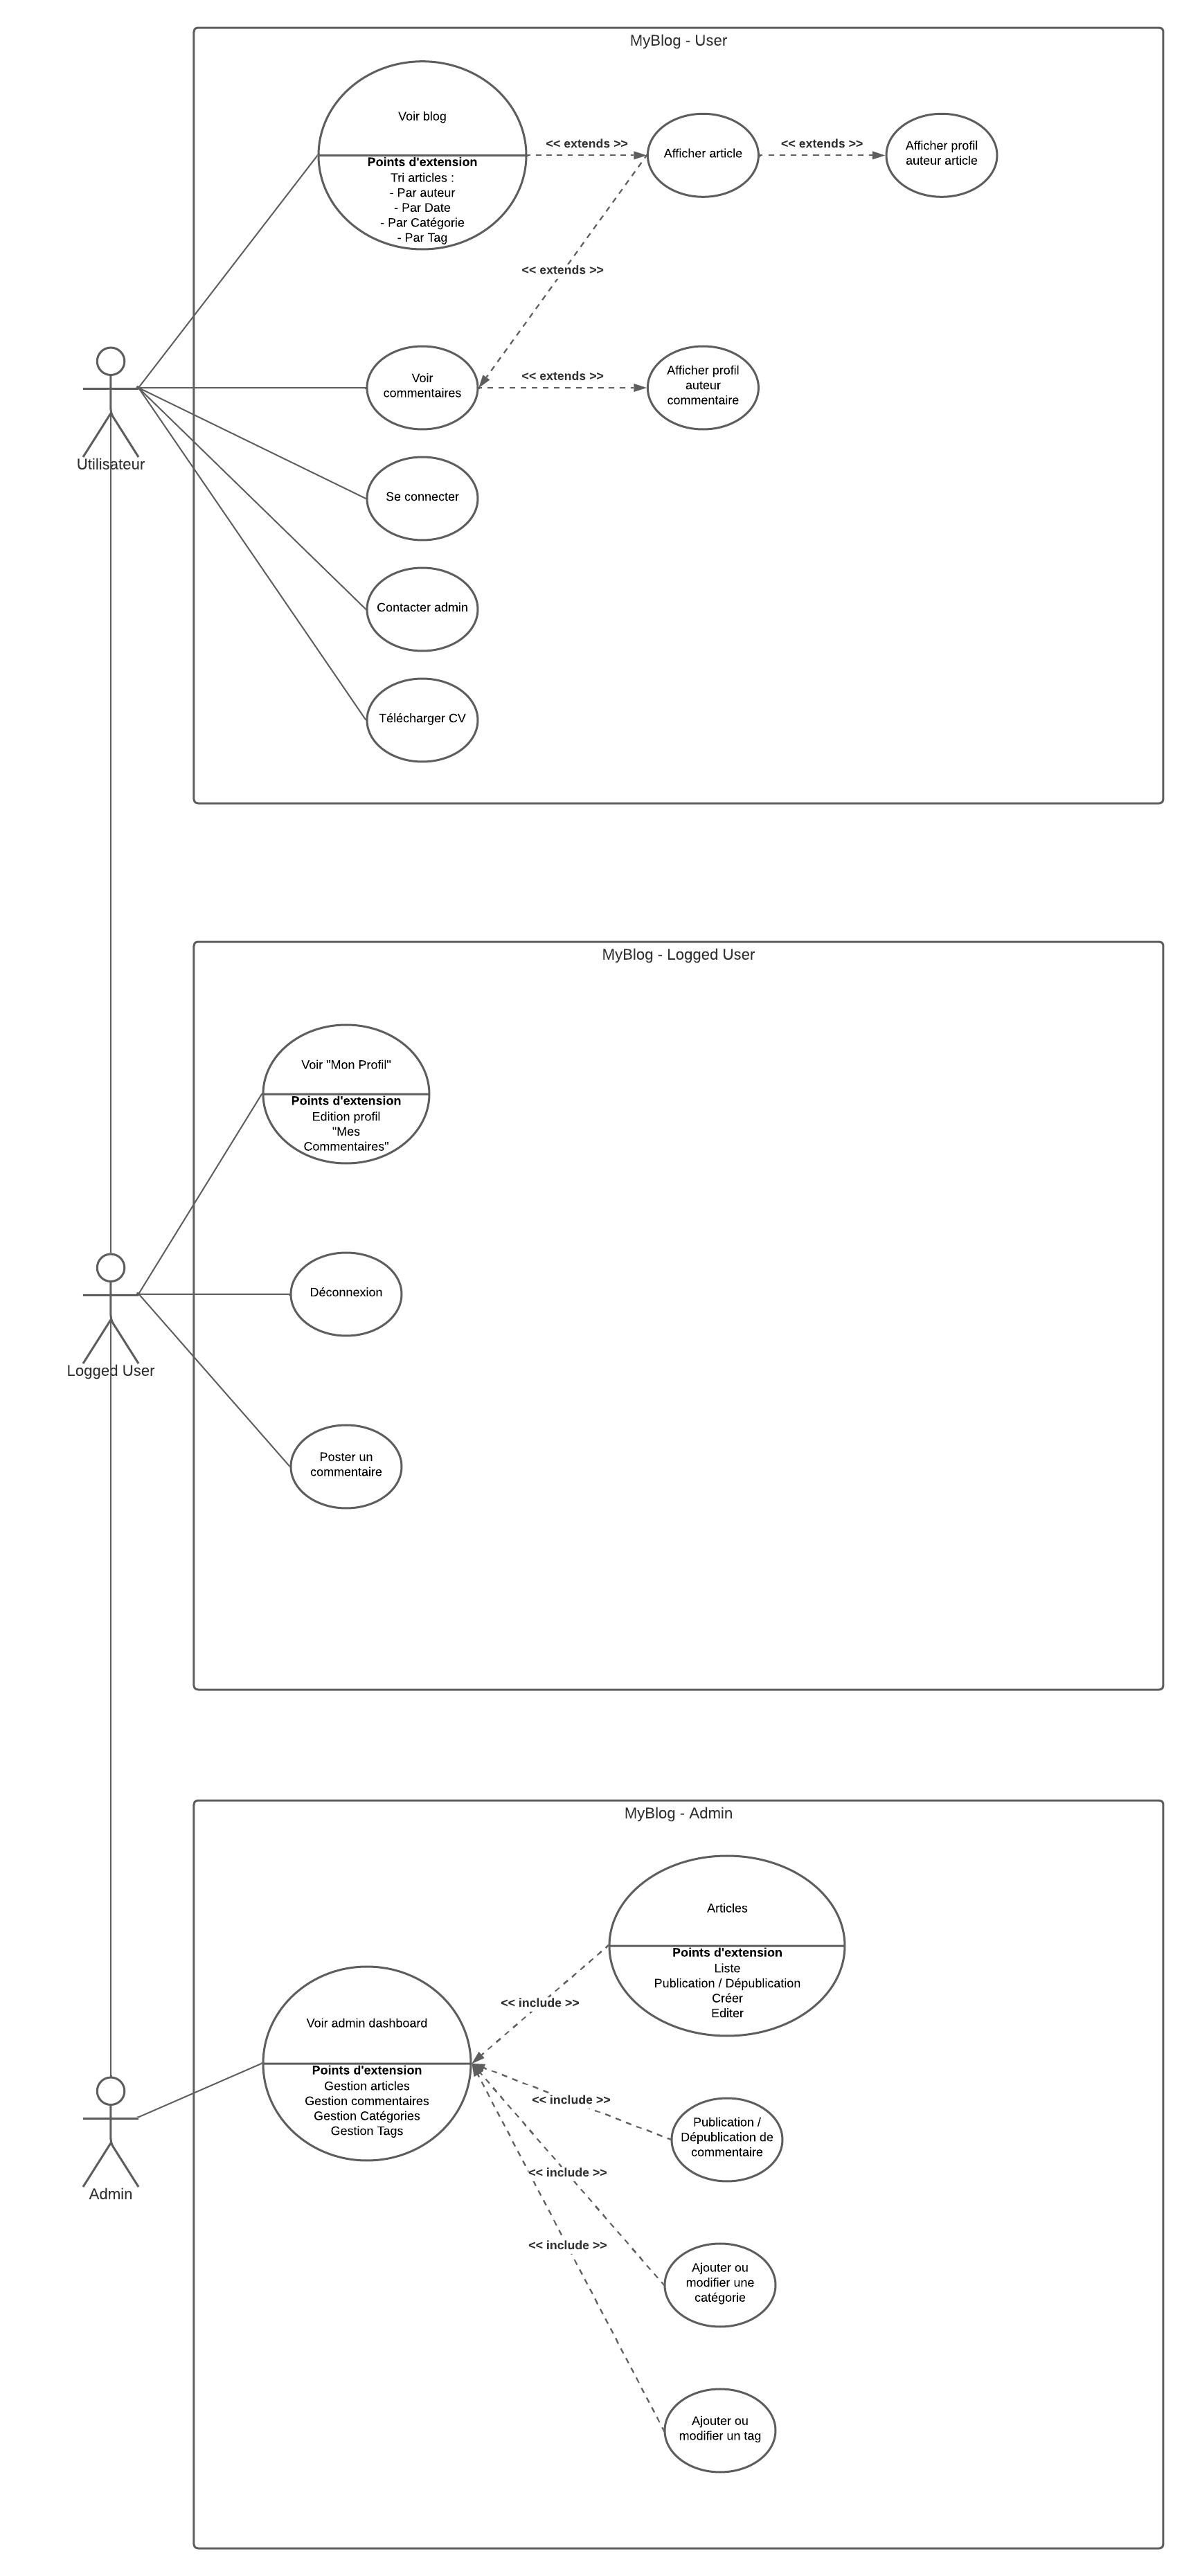 MyBlog - User
Voir blog
Points d'extension
Tri articles :
- Par auteur
- Par Date
- Par Catégorie
- Par Tag
<< extends >>
Afficher article
<< extends >>
Afficher profil
auteur article
<< extends >>
Utilisateur
Voir
commentaires
<< extends >>
Afficher profil
auteur
commentaire
Se connecter
Contacter admin
Télécharger CV
MyBlog - Logged User
Voir "Mon Profil"
Points d'extension
Edition profil
"Mes
Commentaires"
Logged User
Déconnexion
Poster un
commentaire
MyBlog - Admin
Articles
Points d'extension
Liste
Publication / Dépublication
Créer
Editer
<< include >>
Voir admin dashboard
Points d'extension
Gestion articles
Gestion commentaires
Gestion Catégories
Gestion Tags
Admin
<< include >>
Publication /
Dépublication de
commentaire
<< include >>
Ajouter ou
modifier une
catégorie
<< include >>
Ajouter ou
modifier un tag